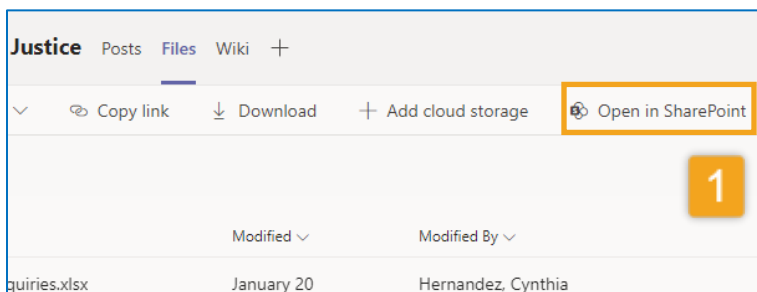 Justice Posts Files Wiki +
Copy link Download + Add cloud storage Open in SharePoint
1
Modified Modified By
quiries.xlsx January 20 Hernandez, Cynthia